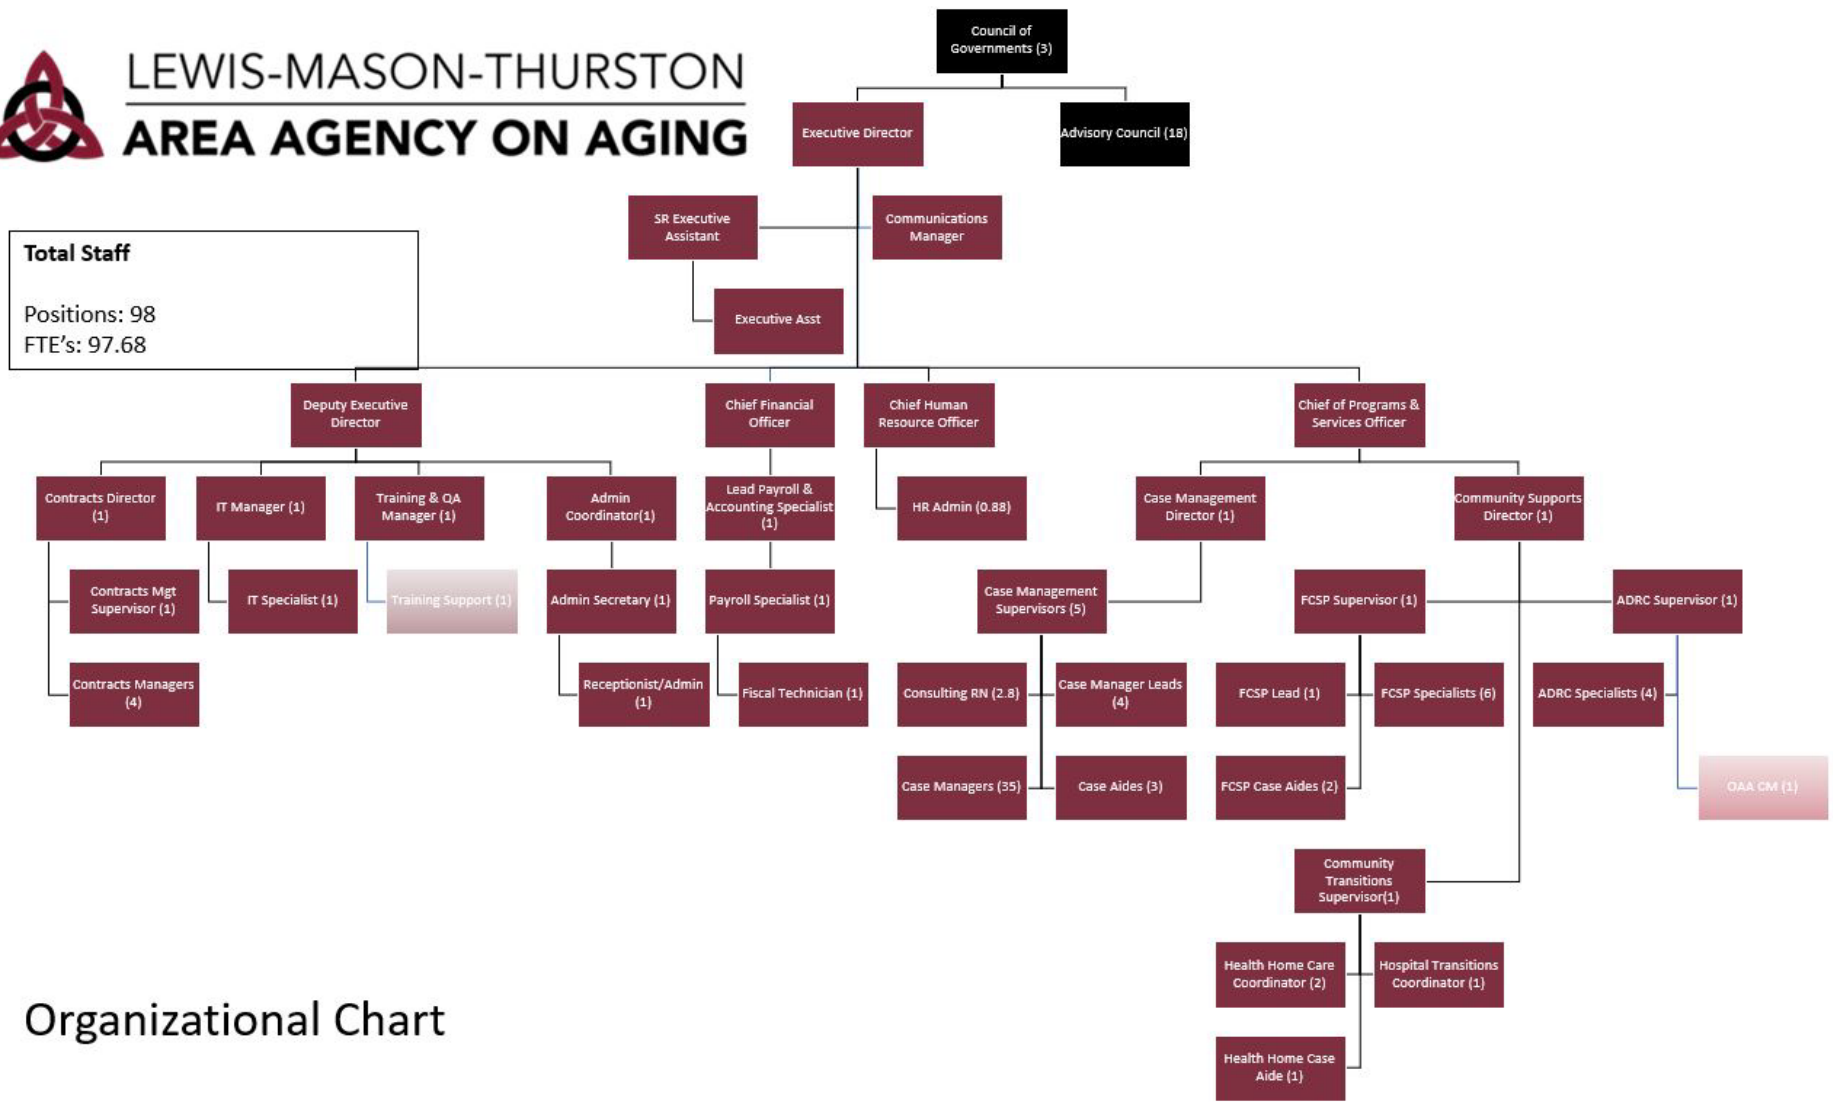 Council of
Governments (3)
LEWIS-MASON-THURSTON
AREA AGENCY ON AGING
Executive Director
Advisory Council (18)
SR Executive
Assistant
Communications
Manager
Total Staff
Positions: 98
FTE's: 97.68
Executive Asst
Deputy Executive
Director
Chief Financial
Officer
Chief Human
Resource Officer
Chief of Programs &
Services Officer
Contracts Director
(1)
IT Manager (1)
Training & QA
Manager (1)
Admin
Coordinator(1)
Lead Payroll &
Accounting Specialist
(1)
HR Admin (0.88)
Case Management
Director (1)
Community Supports
Director (1)
Contracts Mgt
Supervisor (1)
IT Specialist (1)
Training Support (1)
Admin Secretary (1)
Payroll Specialist (1)
Case Management
Supervisors (5)
FCSP Supervisor (1)
ADRC Supervisor (1)
Contracts Managers
(4)
Receptionist/Admin
(1)
Fiscal Technician (1)
Consulting RN (2.8)
Case Manager Leads
(4)
FCSP Lead (1)
FCSP Specialists (6)
ADRC Specialists (4)
Case Managers (35)
Case Aides (3)
FCSP Case Aides (2)
OAA CM (1)
Community
Transitions
Supervisor(1)
Health Home Care
Coordinator (2)
Hospital Transitions
Coordinator (1)
Organizational Chart
Health Home Case
Aide (1)